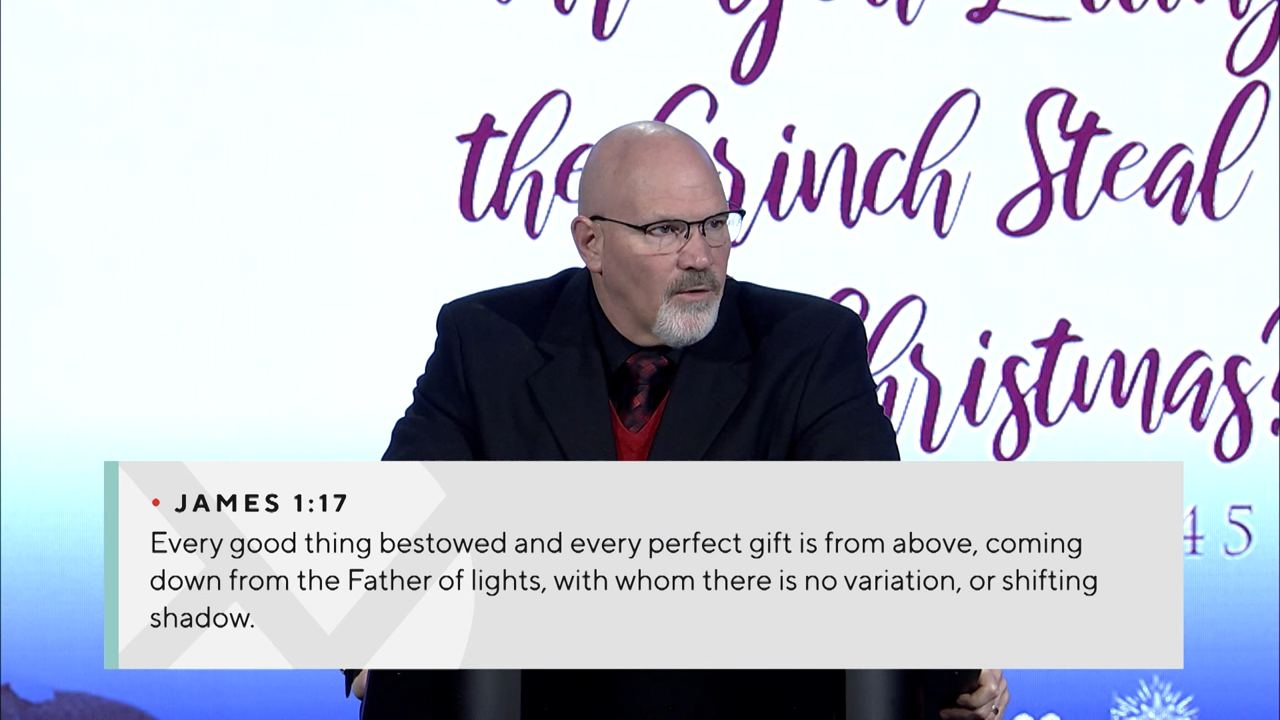 the Grinch Steal
Christmas?
45
• JAMES 1:17
Every good thing bestowed and every perfect gift is from above, coming
down from the Father of lights, with whom there is no variation, or shifting
shadow.